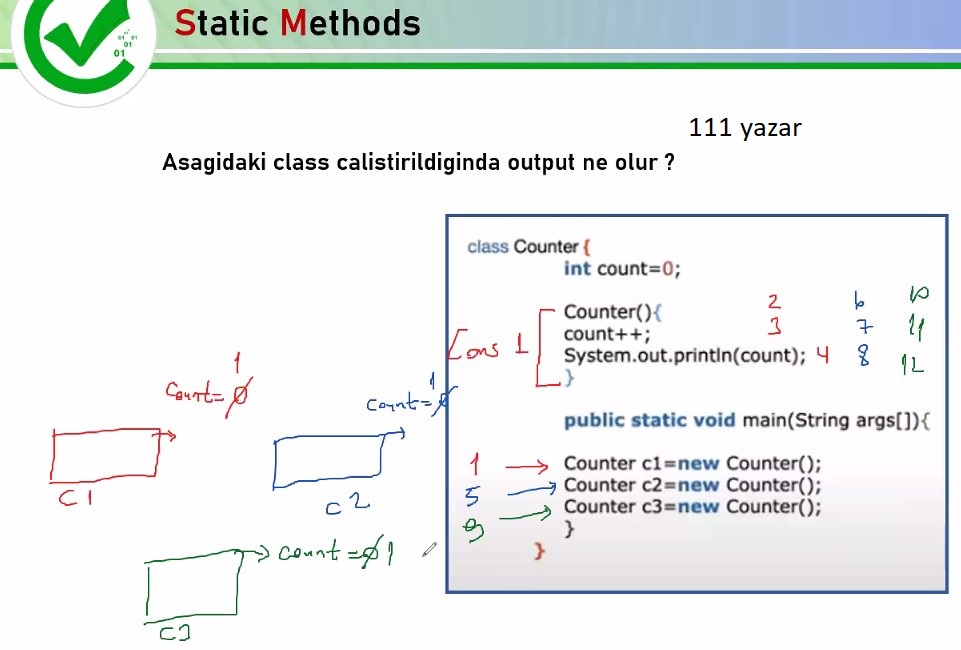 Static Methods
01 01
01
01
111 yazar
Asagidaki class calistirildiginda output ne olur ?
class Counter {
int count=0;
Counter(){ 2 6 10
count++; 3 7 11
System.out.println(count); 4 8 12
}
Cons 1
public static void main(String args[]){
1 Counter c1=new Counter();
5 Counter c2=new Counter();
9 Counter c3=new Counter();
}
}
1
Count=0
C1
1
count=0
C2
count=0 1
C3